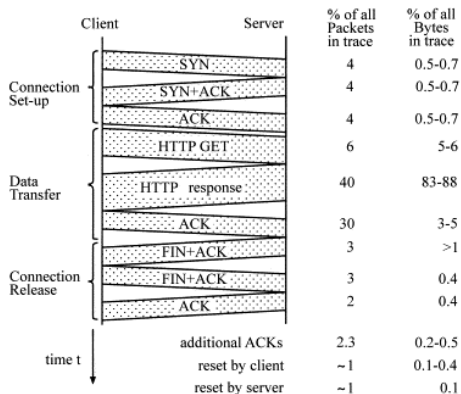 Client Server % of all Packets in trace % of all Bytes in trace
Connection Set-up
SYN 4 0.5-0.7
SYN+ACK 4 0.5-0.7
ACK 4 0.5-0.7
Data Transfer
HTTP GET 6 5-6
HTTP response 40 83-88
ACK 30 3-5
Connection Release
FIN+ACK 3 >1
FIN+ACK 3 0.4
ACK 2 0.4
time t
additional ACKs 2.3 0.2-0.5
reset by client ~1 0.1-0.4
reset by server ~1 0.1